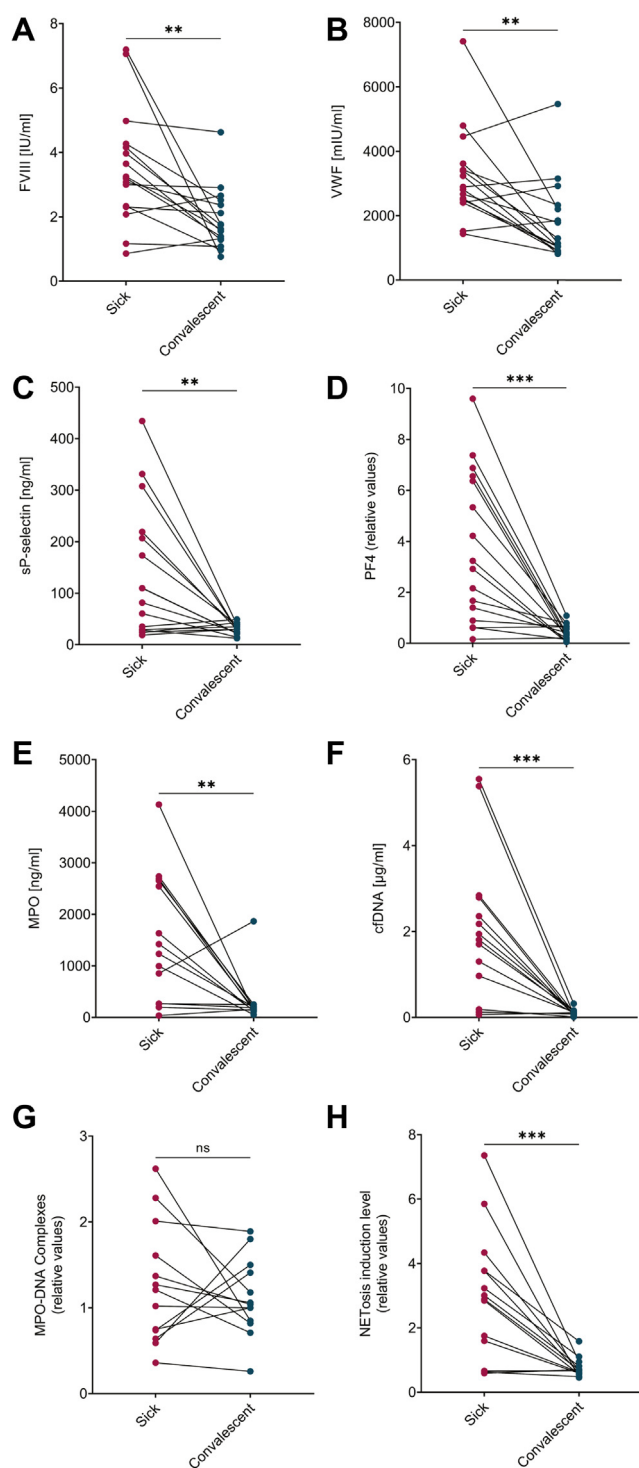 A
**
FVIII [IU/ml]
8
6
4
2
0
Sick
Convalescent
B
**
VWF [mIU/ml]
8000
6000
4000
2000
0
Sick
Convalescent
C
**
sP-selectin [ng/ml]
500
400
300
200
100
0
Sick
Convalescent
D
***
PF4 (relative values)
10
8
6
4
2
0
Sick
Convalescent
E
**
MPO [ng/ml]
5000
4000
3000
2000
1000
0
Sick
Convalescent
F
***
cfDNA [µg/ml]
6
4
2
0
Sick
Convalescent
G
ns
MPO-DNA Complexes
(relative values)
3
2
1
0
Sick
Convalescent
H
***
NETosis induction level
(relative values)
8
6
4
2
0
Sick
Convalescent